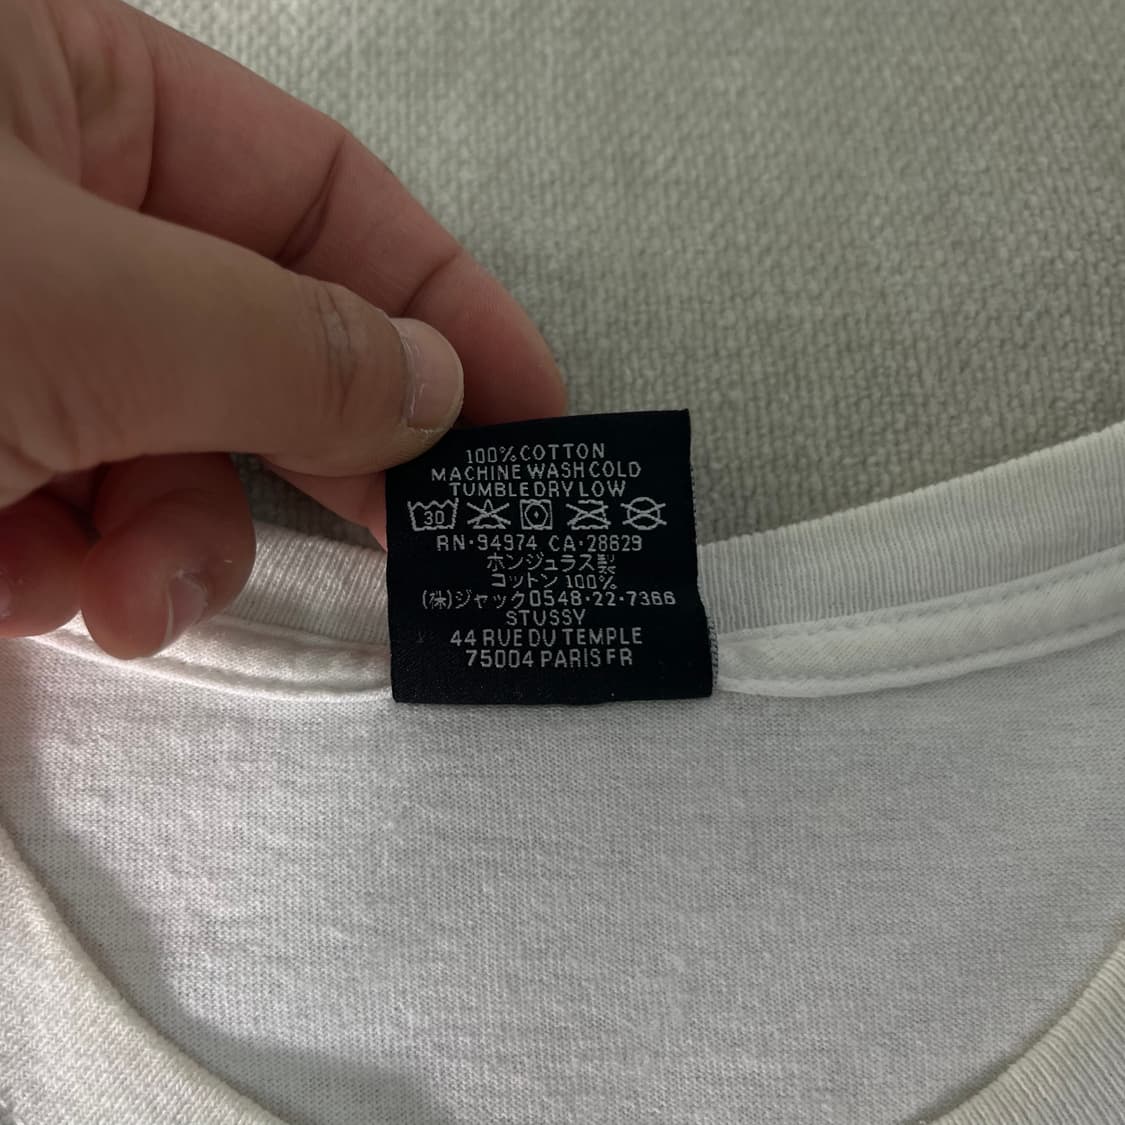 100% COTTON
MACHINE WASH COLD
TUMBLE DRY LOW
30
RN·94974 CA·28629
ホンジュラス製
コットン 100%
(株)ジャック0548·22·7366
STUSSY
44 RUE DU TEMPLE
75004 PARIS FR